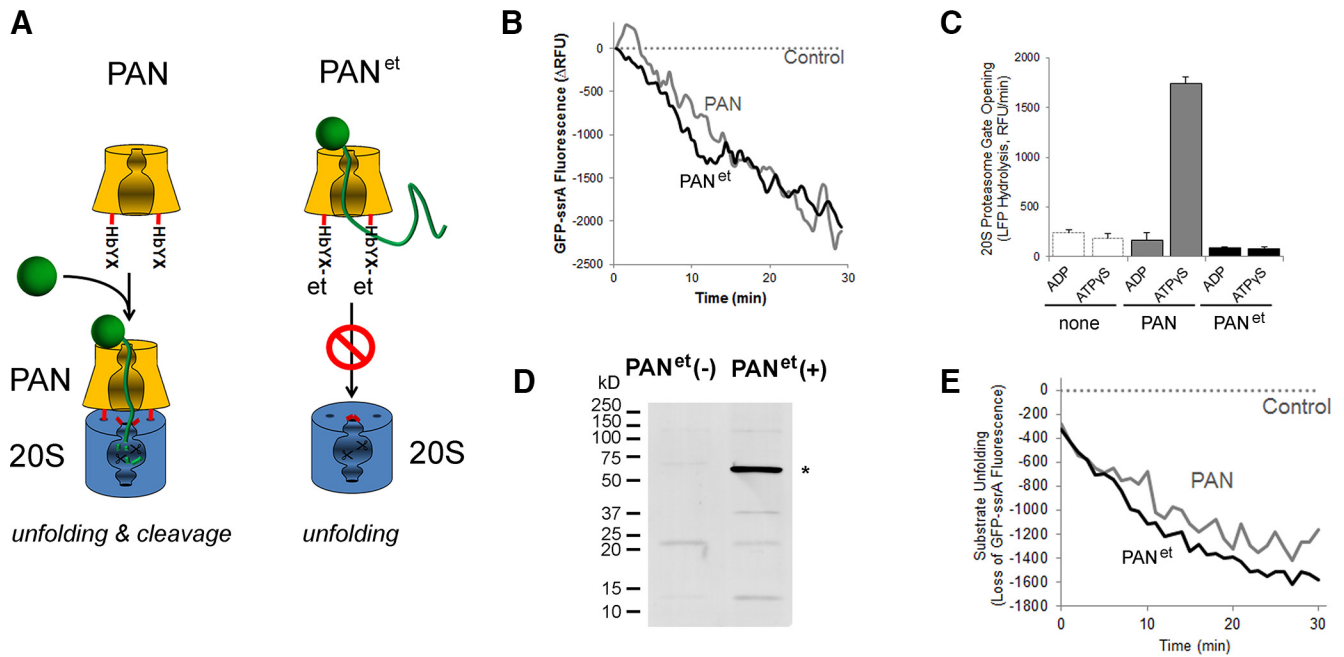 A
PAN
PAN et
HbYX HbYX
HbYX- HbYX-
et et
PAN
20S
20S
unfolding & cleavage
unfolding
B
GFP-ssrA Fluorescence (ΔRFU)
0
-500
-1000
-1500
-2000
-2500
Control
PAN
PAN et
0 10 20 30
Time (min)
C
20S Proteasome Gate Opening
(LFP Hydrolysis, RFU/min)
2000
1500
1000
500
0
ADP ATPγS ADP ATPγS ADP ATPγS
none PAN PAN et
D
PAN et (-) PAN et (+)
kD
250
150
100
75
50
37
25
20
15
10
*
E
Substrate Unfolding
(Loss of GFP-ssrA Fluorescence)
0
-200
-400
-600
-800
-1000
-1200
-1400
-1600
-1800
Control
PAN
PAN et
0 10 20 30
Time (min)